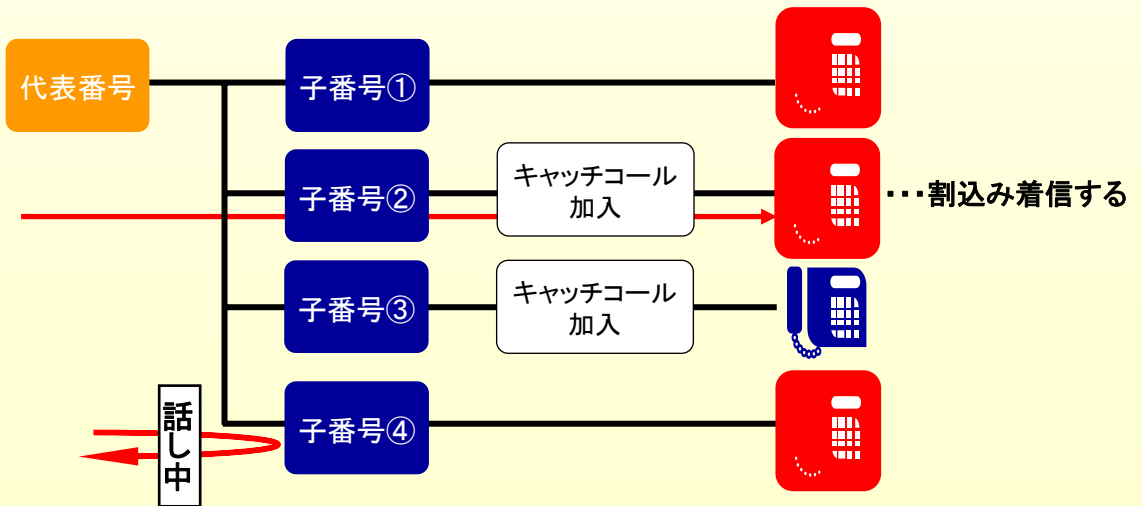 代表番号
子番号①
子番号②
キャッチコール
加入
・・・割込み着信する
子番号③
キャッチコール
加入
子番号④
話し中